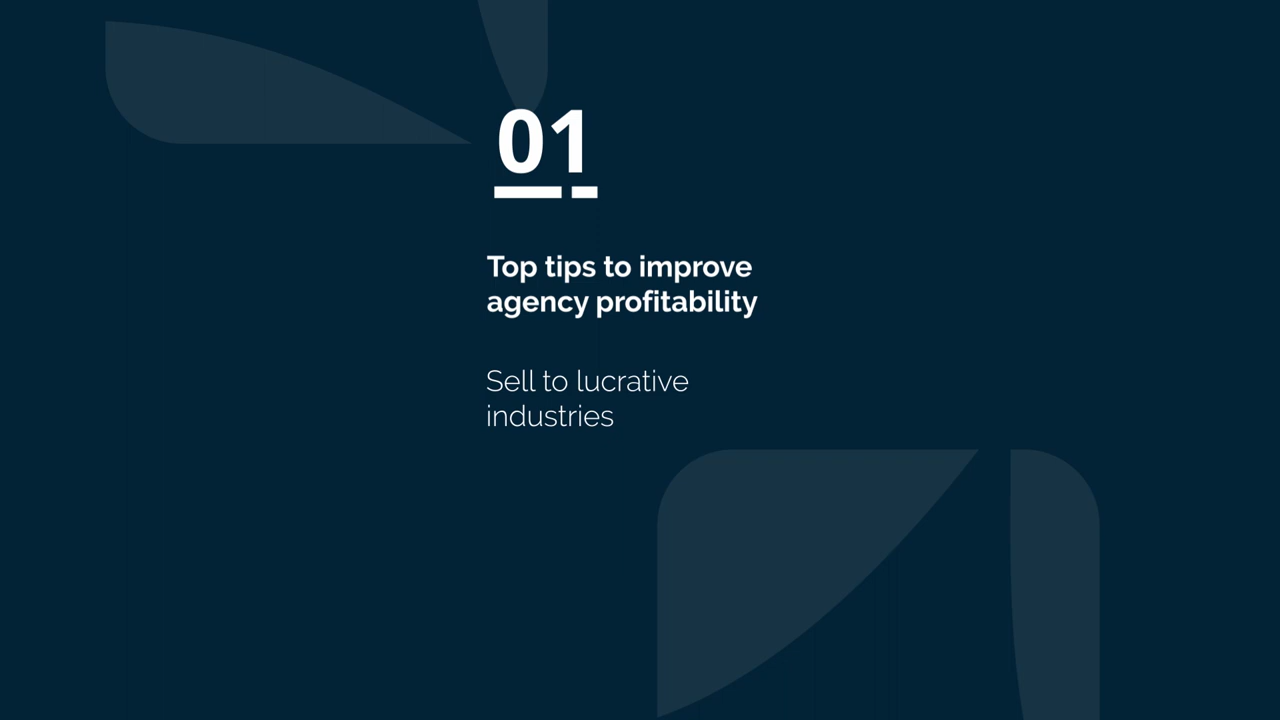 01
Top tips to improve
agency profitability
Sell to lucrative
industries